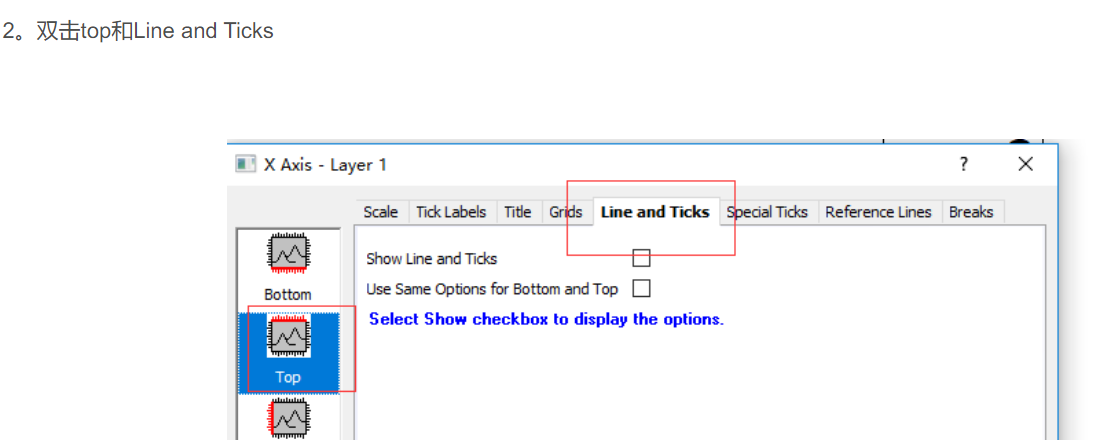 2。双击top和Line and Ticks
X Axis - Layer 1 ?
Scale Tick Labels Title Grids Line and Ticks Special Ticks Reference Lines Breaks
Show Line and Ticks
Bottom
Use Same Options for Bottom and Top
Select Show checkbox to display the options.
Top